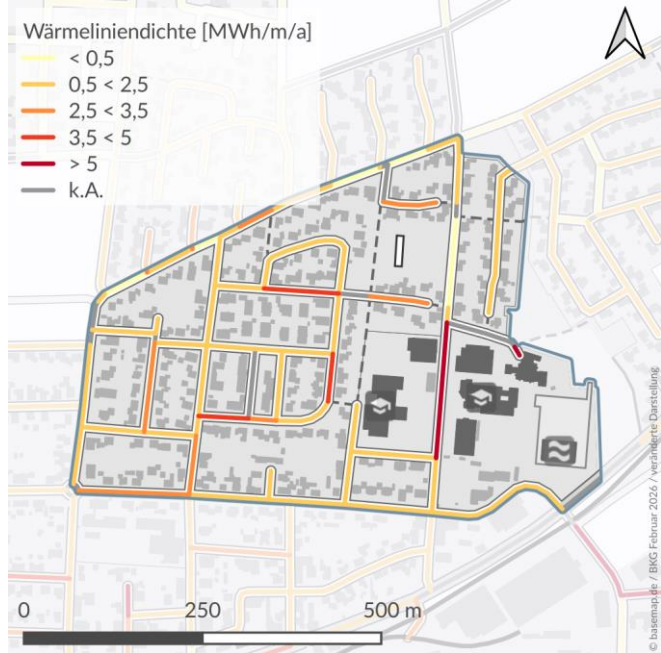 Wärmeliniendichte [MWh/m/a]
< 0,5
0,5 < 2,5
2,5 < 3,5
3,5 < 5
> 5
k.A.
0 250 500 m
© basemap.de / BKG Februar 2026 / veränderte Darstellung